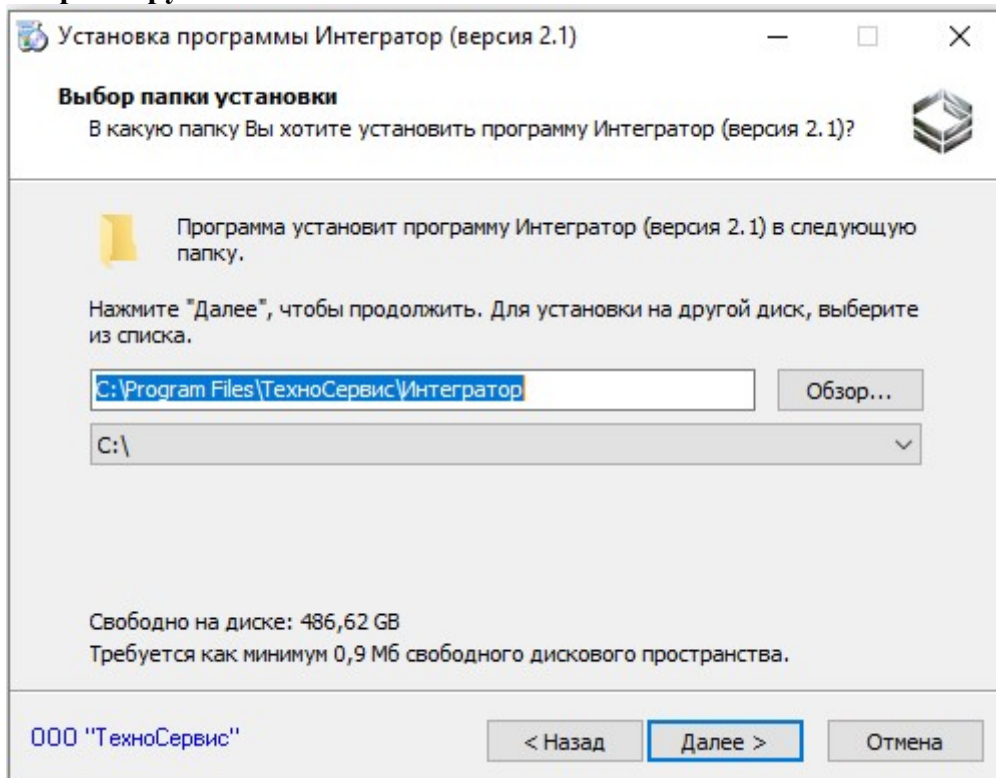 Установка программы Интегратор (версия 2.1)
Выбор папки установки
В какую папку Вы хотите установить программу Интегратор (версия 2.1)?
Программа установит программу Интегратор (версия 2.1) в следующую
папку.
Нажмите "Далее", чтобы продолжить. Для установки на другой диск, выберите
из списка.
C:\Program Files\ТехноСервис\Интегратор
Обзор...
C:\
Свободно на диске: 486,62 GB
Требуется как минимум 0,9 Мб свободного дискового пространства.
ООО "ТехноСервис"
< Назад
Далее >
Отмена